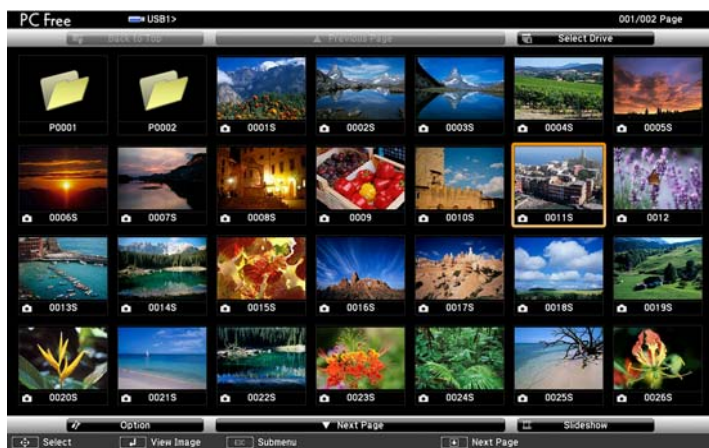 PC Free USB1> 001/002 Page
Back to Top ▲ Previous Page Select Drive
P0001 P0002 0001S 0002S 0003S 0004S 0005S
0006S 0007S 0008S 0009 0010S 0011S 0012
0013S 0014S 0015S 0016S 0017S 0018S 0019S
0020S 0021S 0022S 0023S 0024S 0025S 0026S
Option ▼ Next Page Slideshow
Select View Image Esc Submenu Next Page